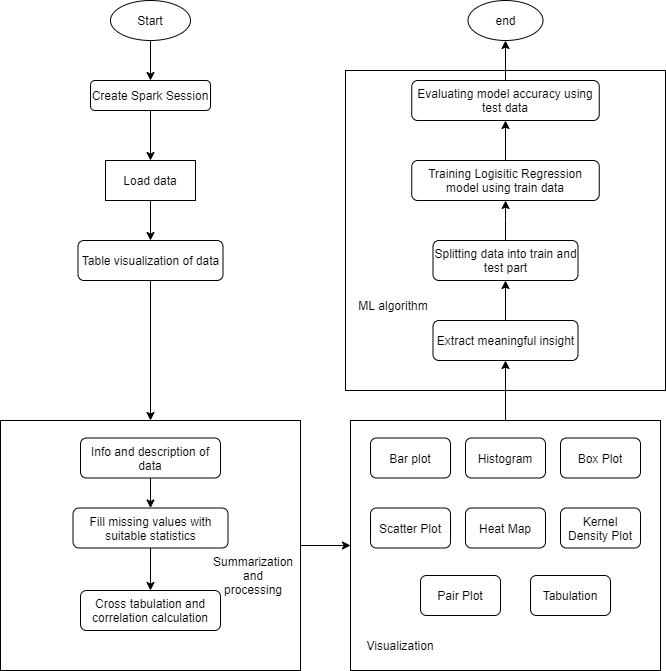 Start
Create Spark Session
Load data
Table visualization of data
Info and description of
data
Fill missing values with
suitable statistics
Summarization
and
processing
Cross tabulation and
correlation calculation
Bar plot
Histogram
Box Plot
Scatter Plot
Heat Map
Kernel
Density Plot
Pair Plot
Tabulation
Visualization
Extract meaningful insight
ML algorithm
Splitting data into train and
test part
Training Logisitic Regression
model using train data
Evaluating model accuracy using
test data
end